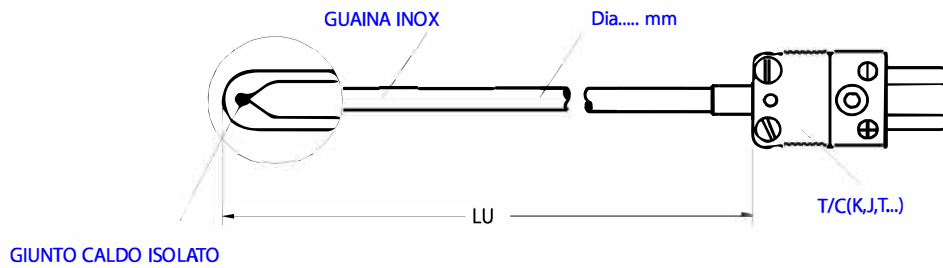 GUAINA INOX
Dia..... mm
LU
T/C(K,J,T...)
GIUNTO CALDO ISOLATO